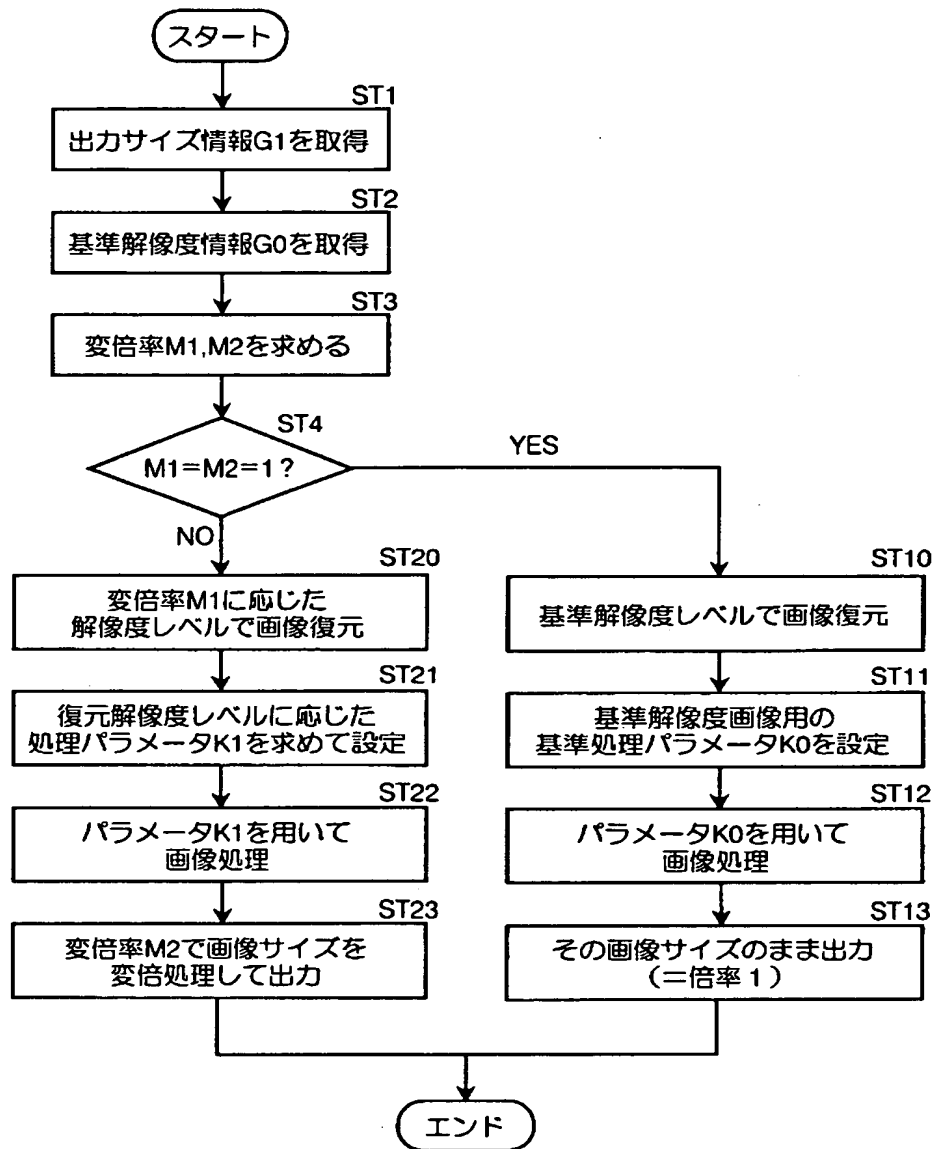 スタート
ST1
出力サイズ情報G1を取得
ST2
基準解像度情報G0を取得
ST3
変倍率M1,M2を求める
ST4
M1=M2=1?
YES
NO
ST20
変倍率M1に応じた
解像度レベルで画像復元
ST21
復元解像度レベルに応じた
処理パラメータK1を求めて設定
ST22
パラメータK1を用いて
画像処理
ST23
変倍率M2で画像サイズを
変倍処理して出力
ST10
基準解像度レベルで画像復元
ST11
基準解像度画像用の
基準処理パラメータK0を設定
ST12
パラメータK0を用いて
画像処理
ST13
その画像サイズのまま出力
(=倍率1)
エンド